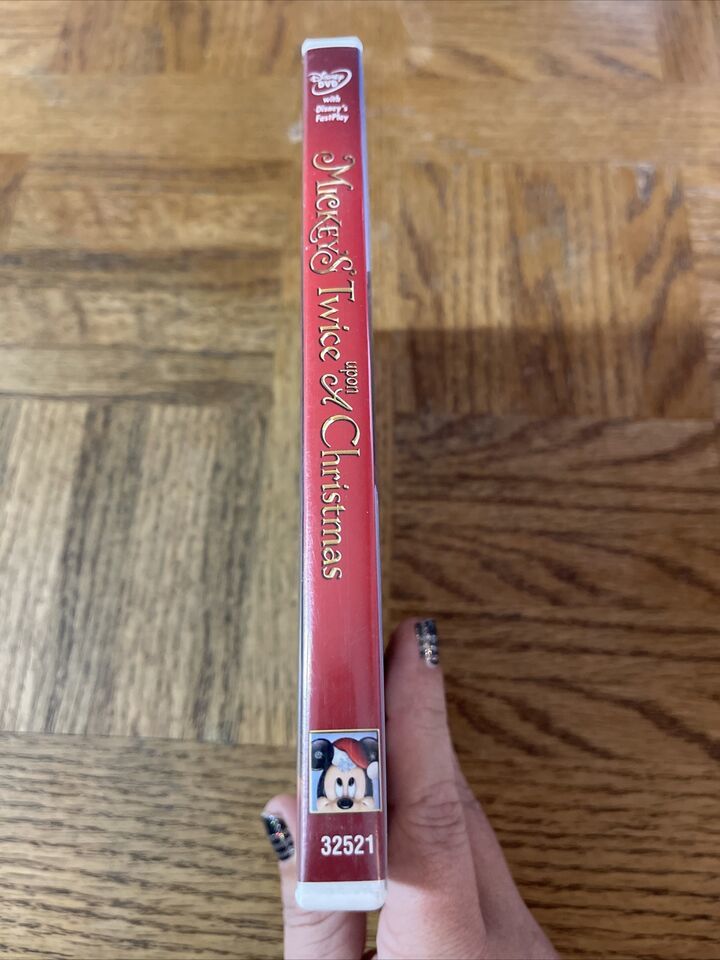 Disney
DVD
with
Disney's
FastPlay
MICKEY'S TWICE upon A Christmas
32521